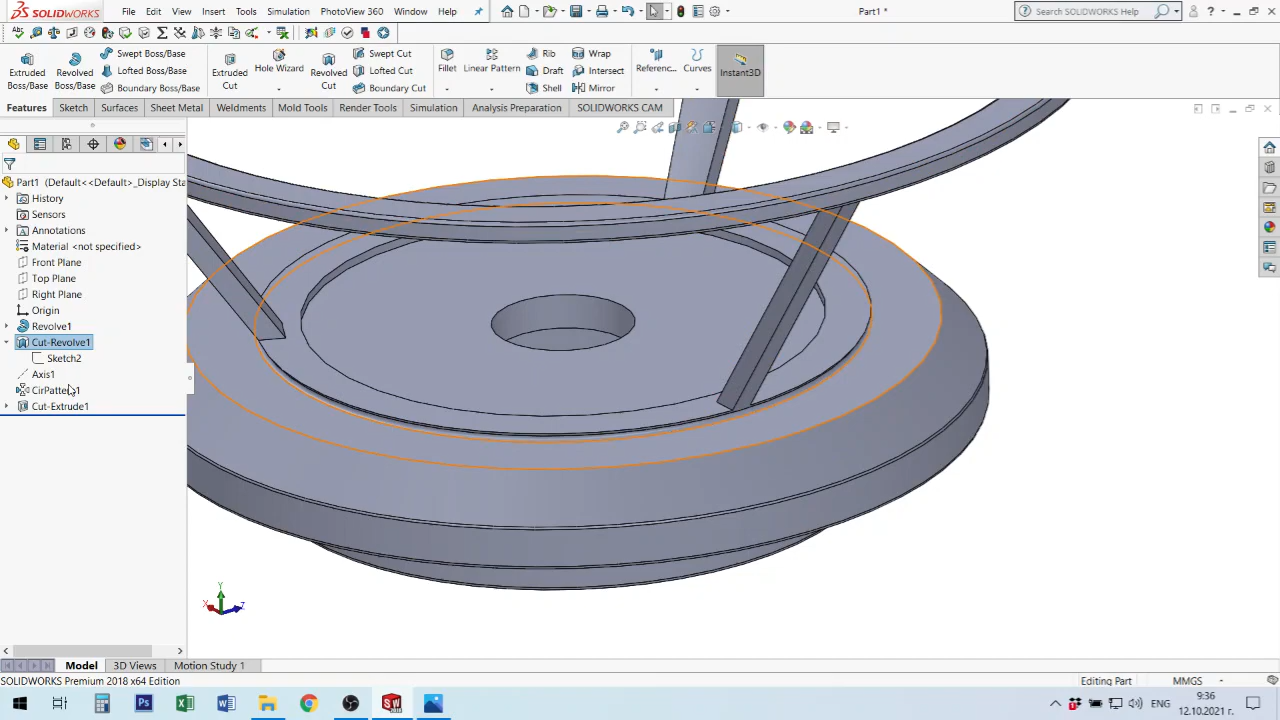 SOLIDWORKS File Edit View Insert Tools PhotoWorks Window Help Part1 * Search SOLIDWORKS Help
Extruded Boss/Base
Revolved Boss/Base
Swept Boss/Base
Lofted Boss/Base
Boundary Boss/Base
Extruded Cut
Hole Wizard
Revolved Cut
Swept Cut
Lofted Cut
Boundary Cut
Fillet
Linear Pattern
Rib
Draft
Shell
Wrap
Intersect
Mirror
Referenc...
Curves
Instant3D
Features Sketch Surfaces Sheet Metal Weldments Mold Tools Render Tools Simulation Analysis Preparation SOLIDWORKS CAM
Part1 (Default<<Default>_Display Sta
History
Sensors
Annotations
Material <not specified>
Front Plane
Top Plane
Right Plane
Origin
Revolve1
Cut-Revolve1
Sketch2
Axis1
CirPattern1
Cut-Extrude1
Y
X
Z
Model 3D Views Motion Study 1
SOLIDWORKS Premium 2018 x64 Edition Editing Part MMGS
ЕНГ 9:36
12.10.2021 г.